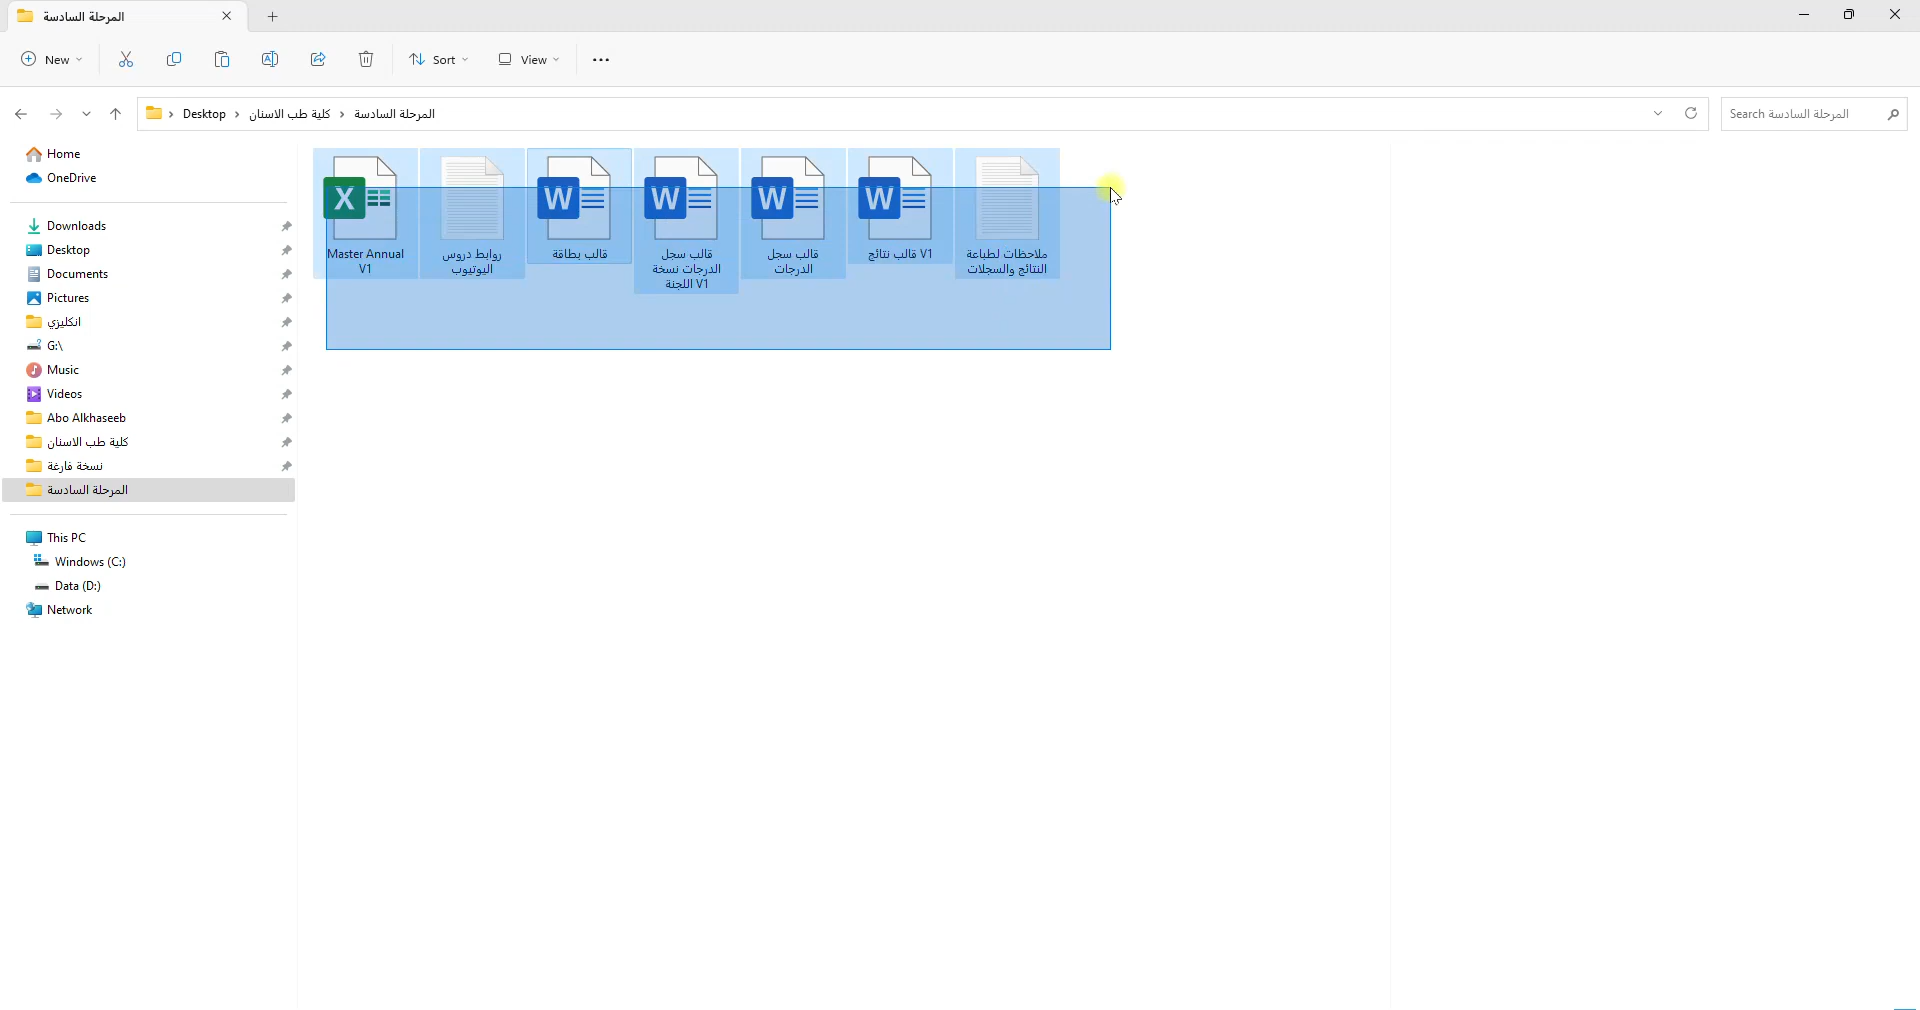 المرحلة السادسة
New
Sort
View
Desktop › كلية طب الاسنان › المرحلة السادسة
Search المرحلة السادسة
Home
OneDrive
Downloads
Desktop
Documents
Pictures
انكليزي
G:\
Music
Videos
Abo Alkhaseeb
كلية طب الاسنان
نسخة فارغة
المرحلة السادسة
This PC
Windows (C:)
Data (D:)
Network
X
Master Annual
V1
روابط دروس
اليوتيوب
W
قالب بطاقة
W
قالب سجل
الدرجات نسخة
اللجنة V1
W
قالب سجل
الدرجات
W
قالب نتائج V1
ملاحظات لطباعة
النتائج والسجلات